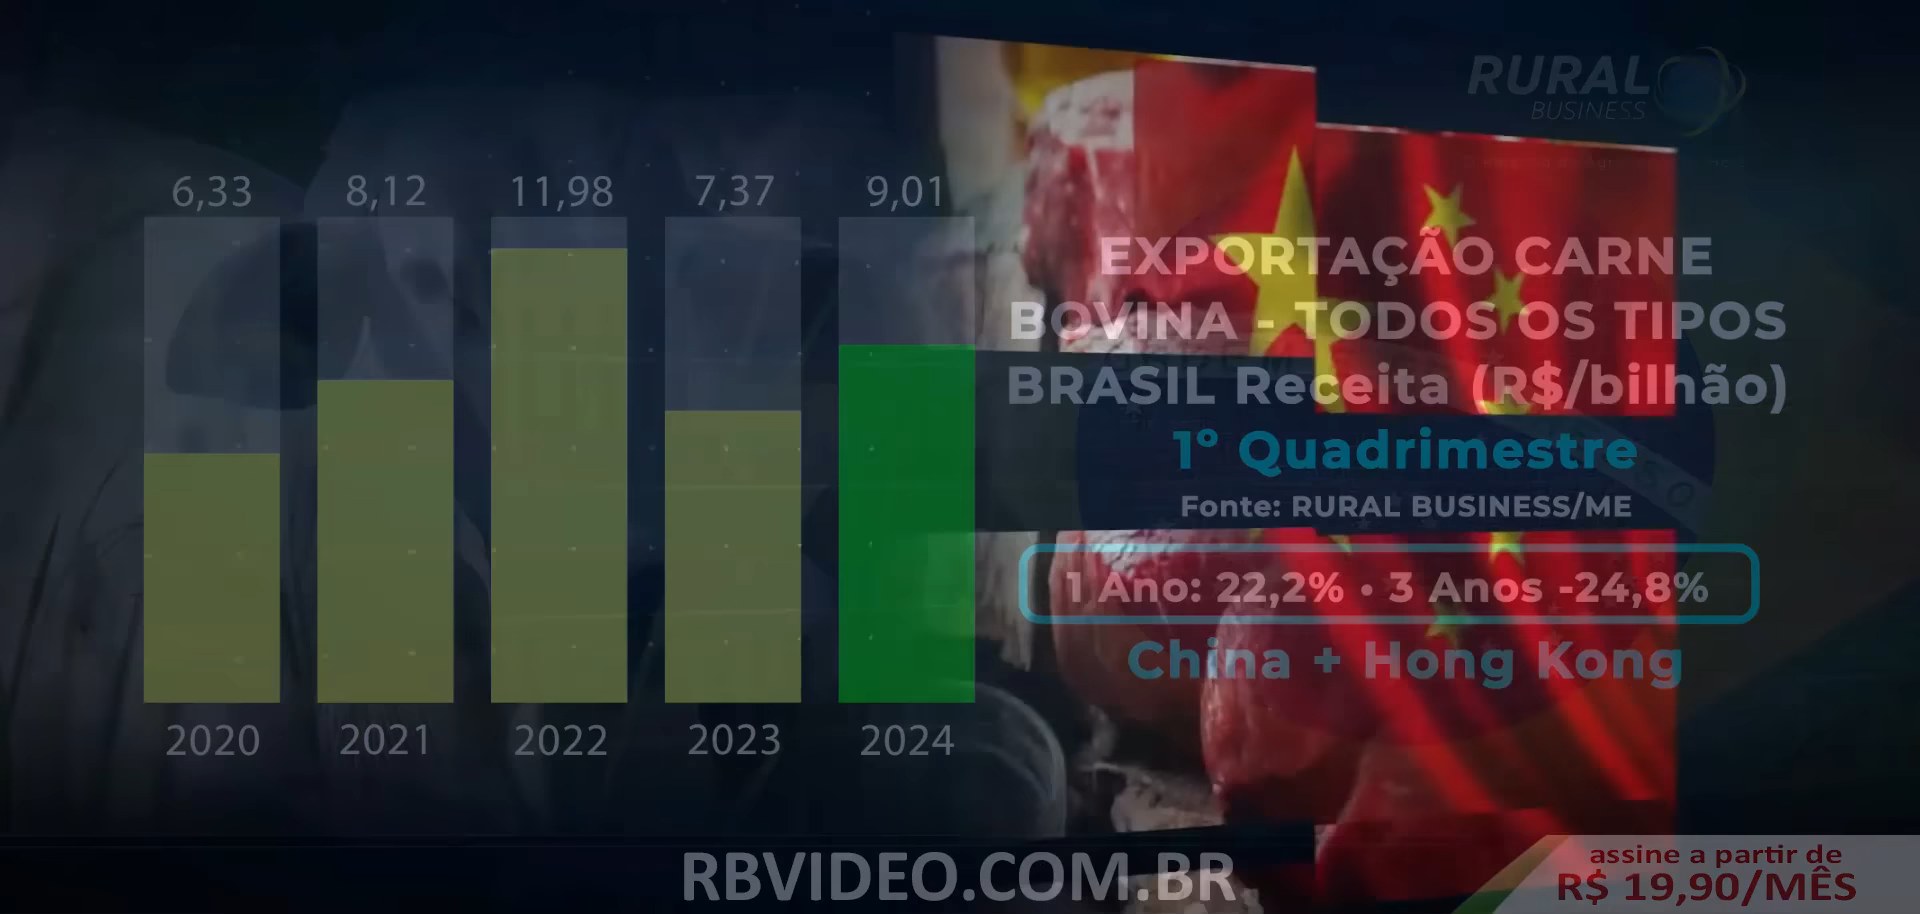 RURAL
BUSINESS
6,33 8,12 11,98 7,37 9,01
EXPORTAÇÃO CARNE
BOVINA - TODOS OS TIPOS
BRASIL Receita (R$/bilhão)
1º Quadrimestre
Fonte: RURAL BUSINESS/ME
1 Ano: 22,2% • 3 Anos -24,8%
China + Hong Kong
2020 2021 2022 2023 2024
RBVIDEO.COM.BR
assine a partir de
R$ 19,90/MÊS